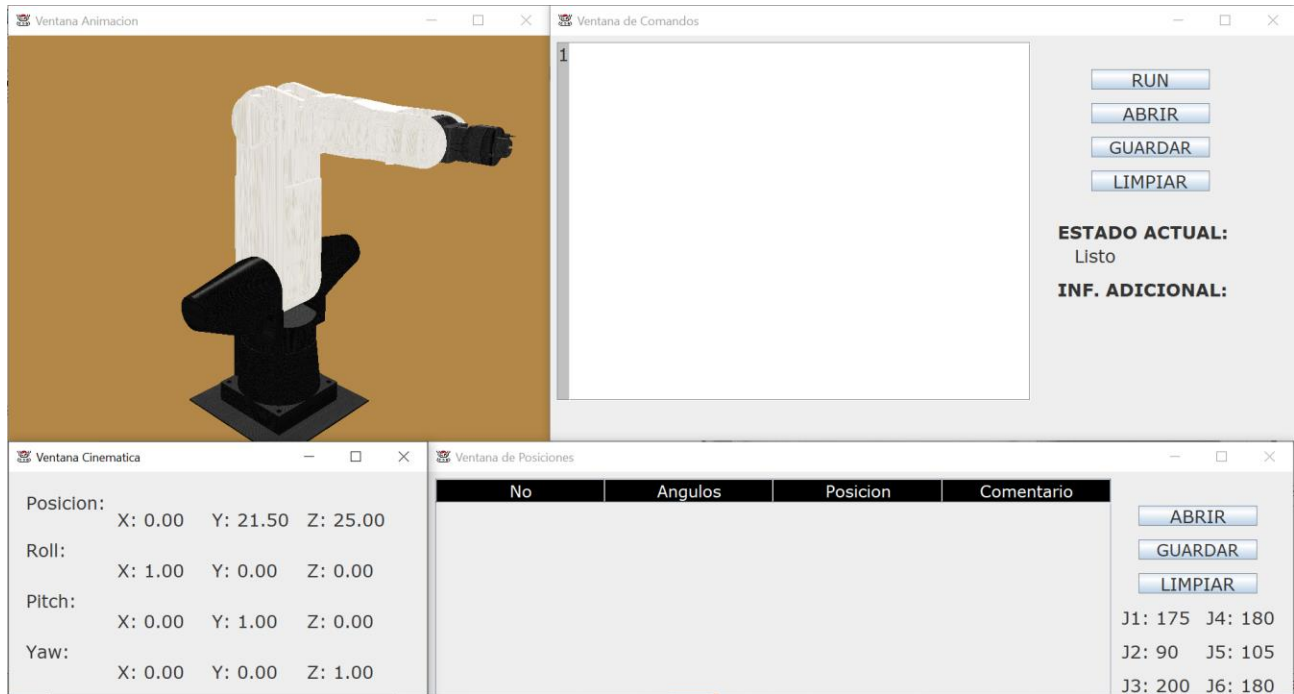 Ventana Animacion
Ventana de Comandos
1
RUN
ABRIR
GUARDAR
LIMPIAR
ESTADO ACTUAL:
Listo
INF. ADICIONAL:
Ventana Cinematica
Posicion:
X: 0.00 Y: 21.50 Z: 25.00
Roll:
X: 1.00 Y: 0.00 Z: 0.00
Pitch:
X: 0.00 Y: 1.00 Z: 0.00
Yaw:
X: 0.00 Y: 0.00 Z: 1.00
Ventana de Posiciones
No Angulos Posicion Comentario
ABRIR
GUARDAR
LIMPIAR
J1: 175 J4: 180
J2: 90 J5: 105
J3: 200 J6: 180